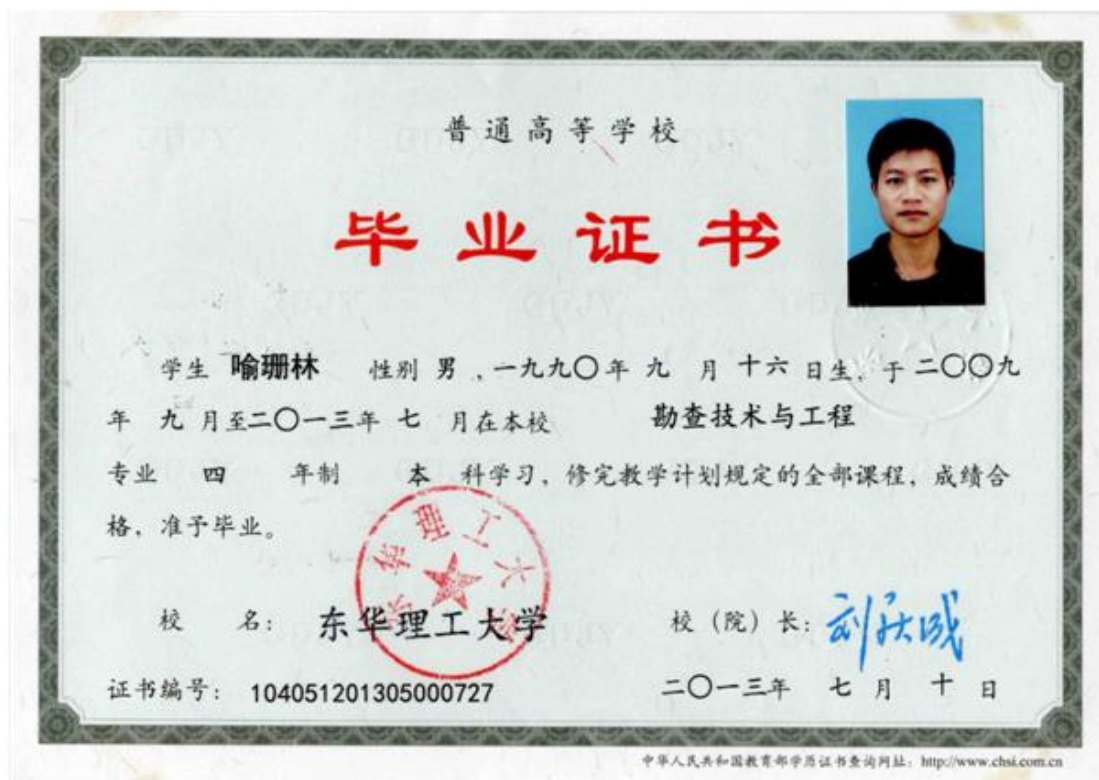 普通高等学校
毕业证书
学生 喻珊林 性别 男 ，一九九〇年 九 月 十六 日生，于 二〇〇九
年 九 月至二〇一三年 七 月在本校 勘查技术与工程
专业 四 年制 本 科学习，修完教学计划规定的全部课程，成绩合
格，准予毕业。
东华理工大学
校 名： 东华理工大学 校（院）长：
证书编号： 104051201305000727 二〇一三年 七 月 十 日
中华人民共和国教育部学历证书查询网址：http://www.chsi.com.cn